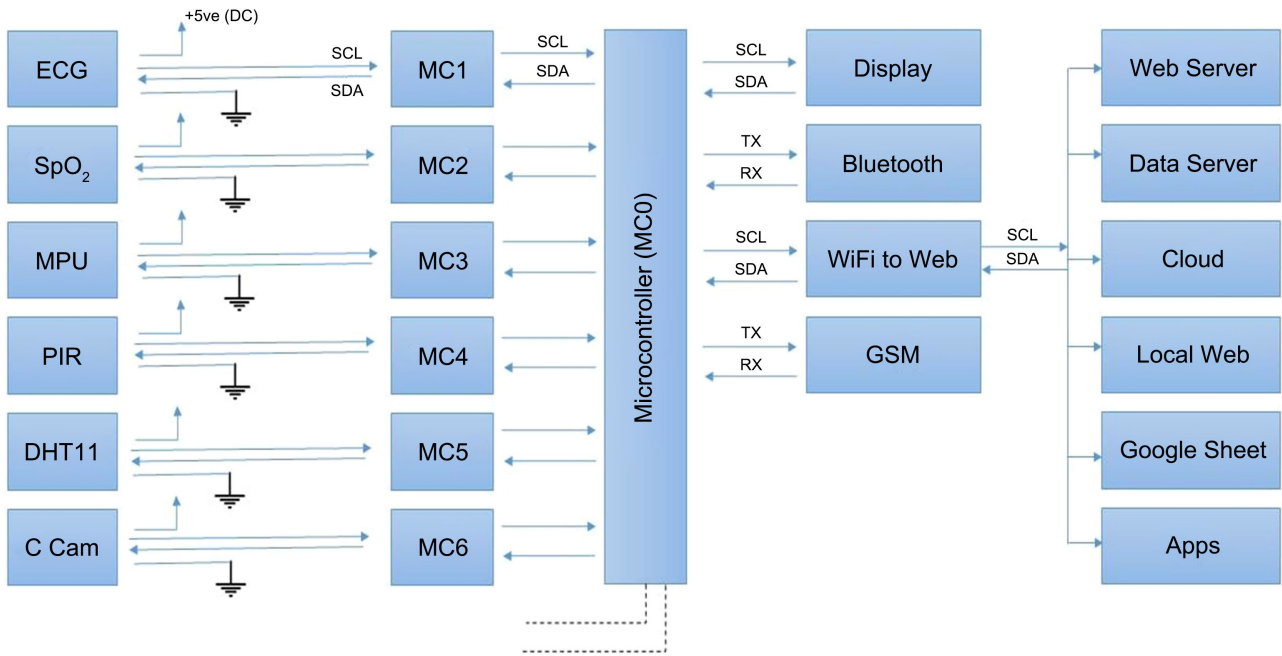 +5ve (DC)
ECG
SCL
SDA
MC1
SCL
SDA
SCL
SDA
Display
Web Server
SpO2
MC2
TX
RX
Bluetooth
Data Server
MPU
MC3
Microcontroller (MC0)
SCL
SDA
WiFi to Web
SCL
SDA
Cloud
PIR
MC4
TX
RX
GSM
Local Web
DHT11
MC5
Google Sheet
C Cam
MC6
Apps